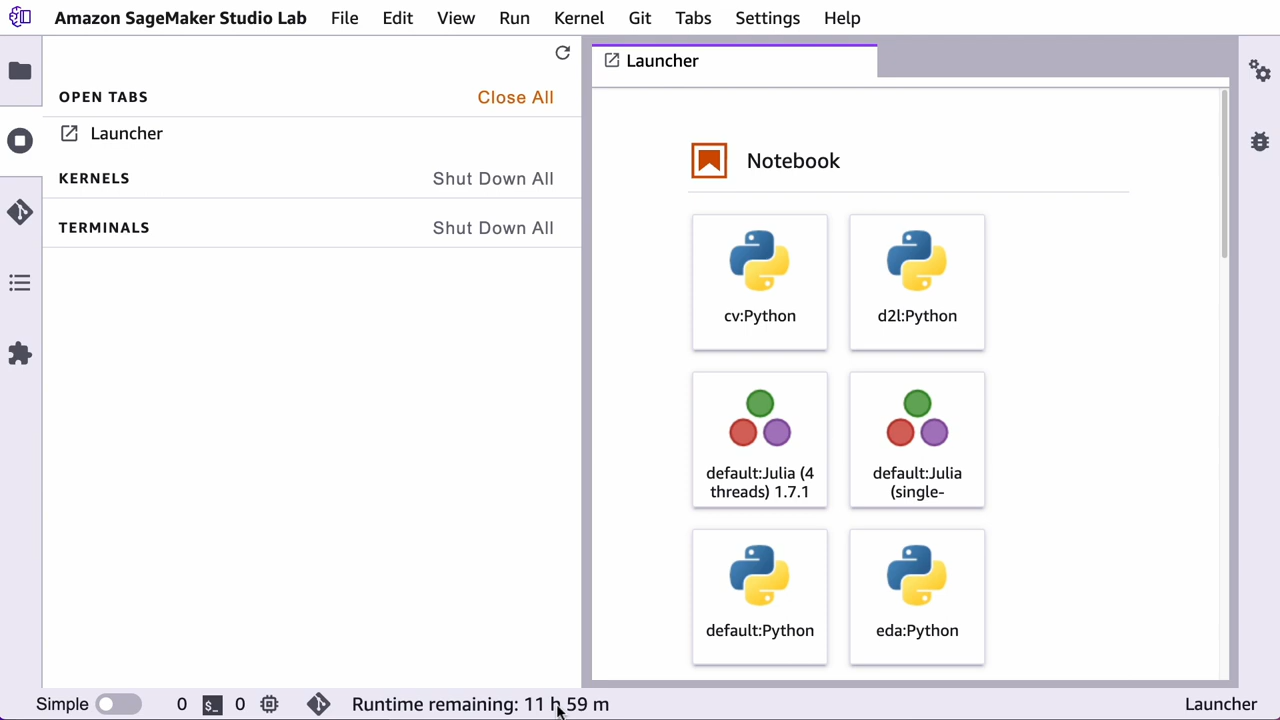 Amazon SageMaker Studio Lab File Edit View Run Kernel Git Tabs Settings Help
OPEN TABS Close All
Launcher
KERNELS Shut Down All
TERMINALS Shut Down All
Launcher
Notebook
cv:Python
d2l:Python
default:Julia (4
threads) 1.7.1
default:Julia
(single-
default:Python
eda:Python
Simple 0 $_ 0 Runtime remaining: 11 h 59 m Launcher